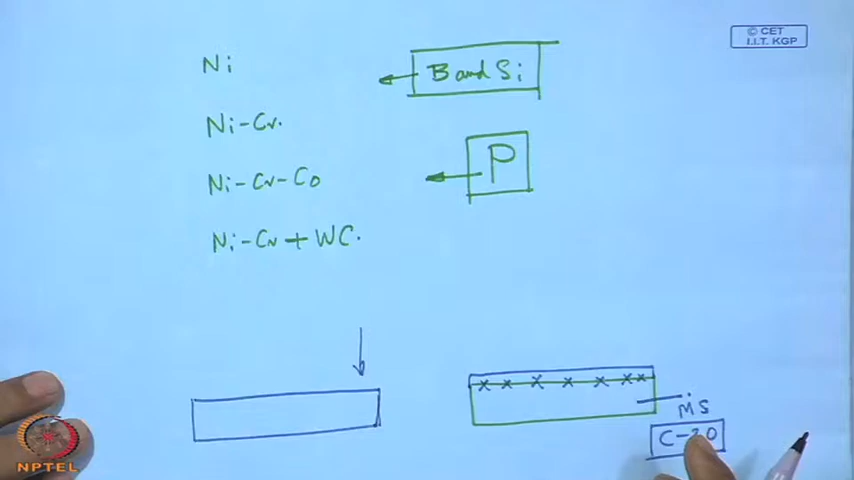 © CET
I.I.T. KGP
Ni
B and Si
Ni-Cr.
P
Ni-Cr-Co
Ni-Cr+WC.
MS
NPTEL